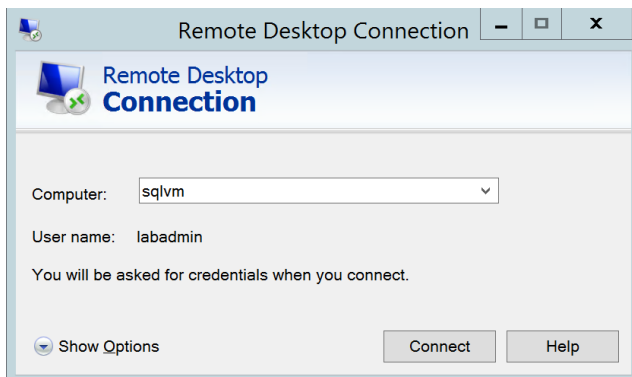 Remote Desktop Connection
Remote Desktop
Connection
Computer: sqlvm
User name: labadmin
You will be asked for credentials when you connect.
Show Options Connect Help